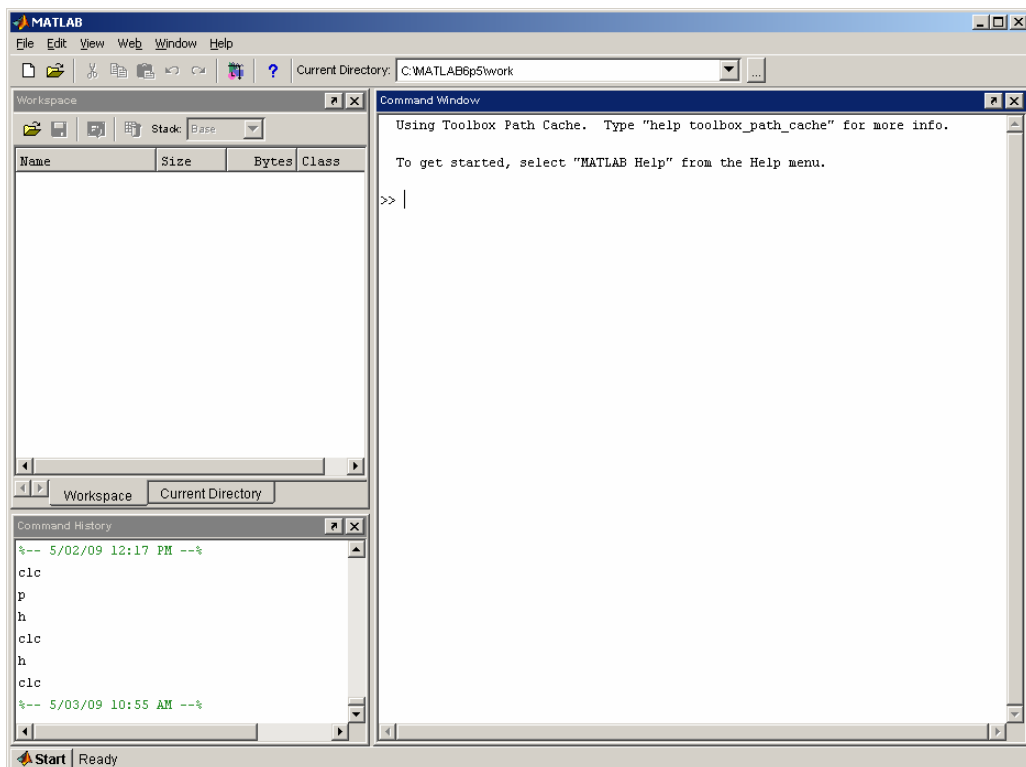 MATLAB
File Edit View Web Window Help
? Current Directory: C:\MATLAB6p5\work ...
Workspace
Stack: Base
Name Size Bytes Class
Workspace Current Directory
Command History
%-- 5/02/09 12:17 PM --%
clc
p
h
clc
h
clc
%-- 5/03/09 10:55 AM --%
Command Window
Using Toolbox Path Cache. Type "help toolbox_path_cache" for more info.
To get started, select "MATLAB Help" from the Help menu.
>>
Start Ready